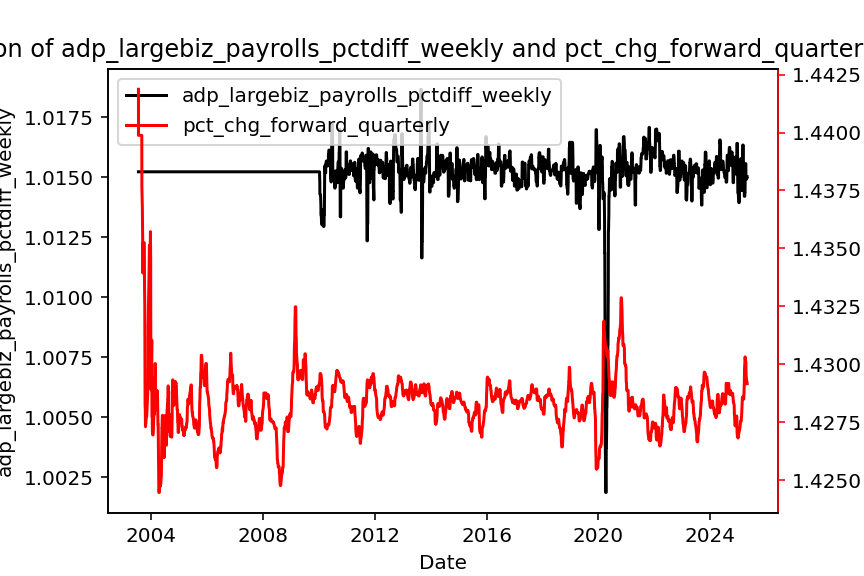 on of adp_largebiz_payrolls_pctdiff_weekly and pct_chg_forward_quarter
adp_largebiz_payrolls_pctdiff_weekly
pct_chg_forward_quarterly
1.0175
1.0150
1.0125
1.0100
1.0075
1.0050
1.0025
adp_largebiz_payrolls_pctdiff_weekly
1.4425
1.4400
1.4375
1.4350
1.4325
1.4300
1.4275
1.4250
2004 2008 2012 2016 2020 2024
Date